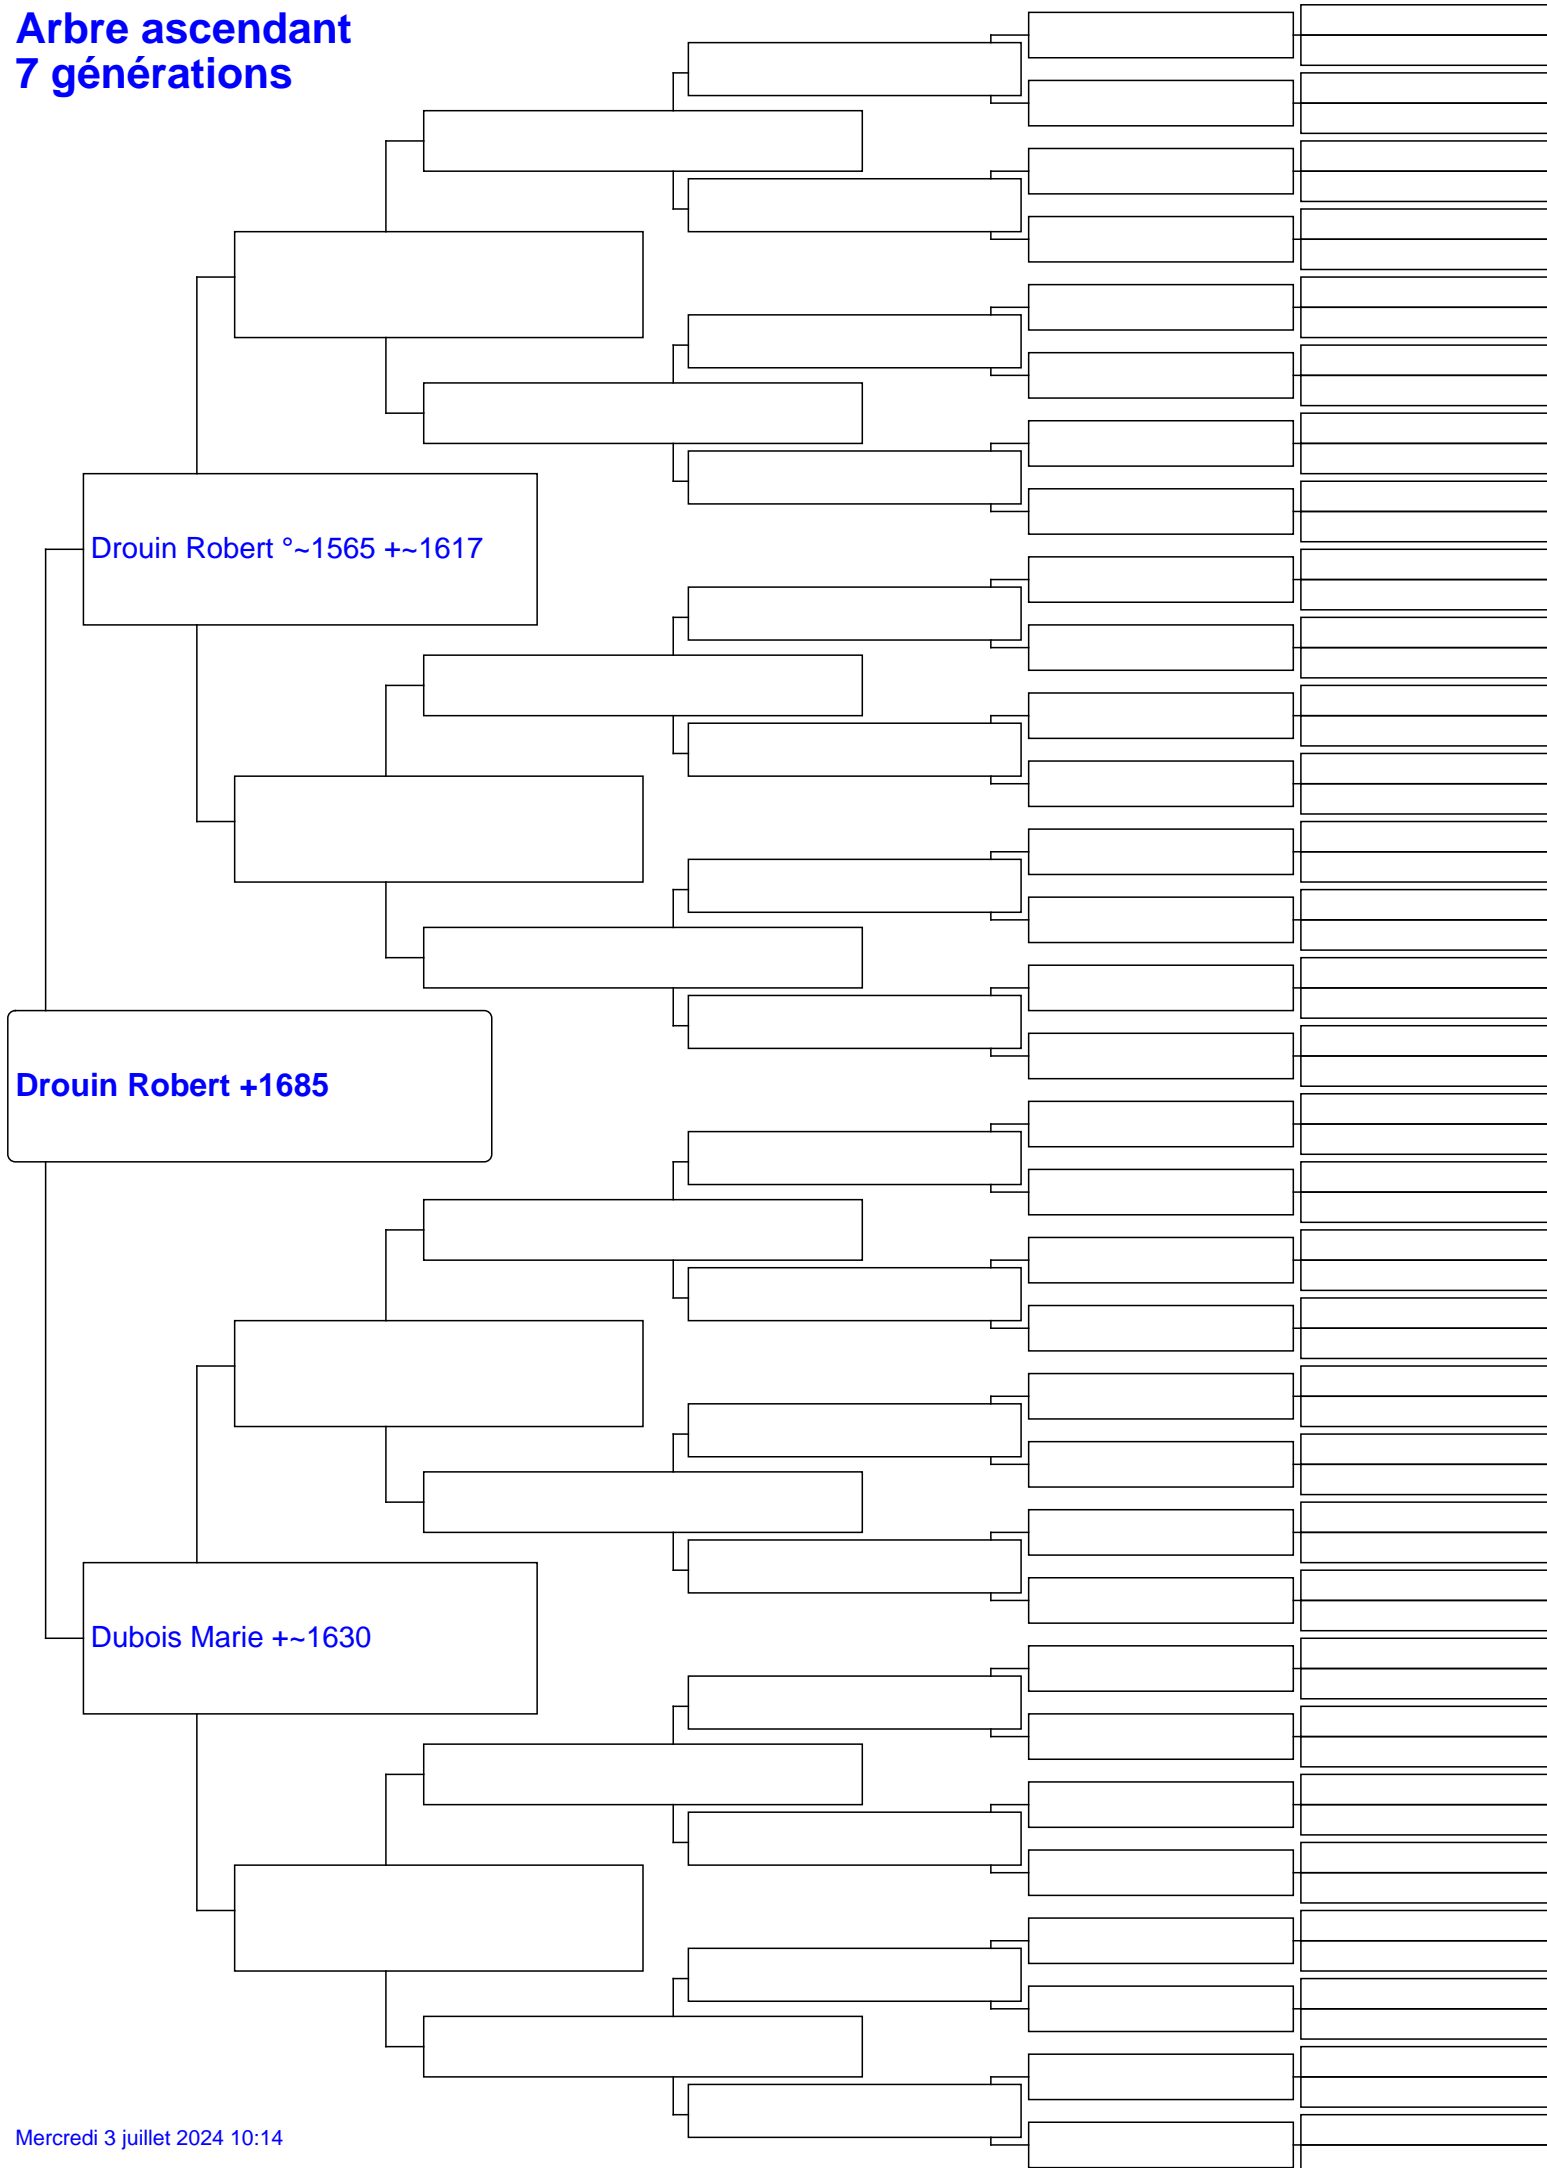 Arbre ascendant
7 générations
Drouin Robert °~1565 +~1617
Drouin Robert +1685
Dubois Marie +~1630
Mercredi 3 juillet 2024 10:14